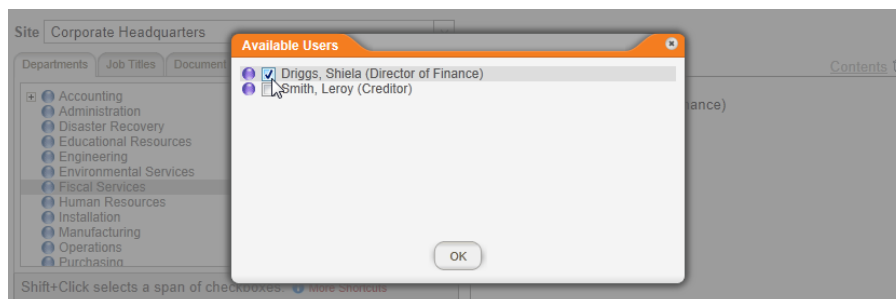 Site Corporate Headquarters
Available Users
Departments Job Titles Document
Contents
Driggs, Shiela (Director of Finance)
Smith, Leroy (Creditor)
Accounting
ance)
Administration
Disaster Recovery
Educational Resources
Engineering
Environmental Services
Fiscal Services
Human Resources
Installation
Manufacturing
Operations
Purchasing
OK
Shift+Click selects a span of checkboxes. More Shortcuts